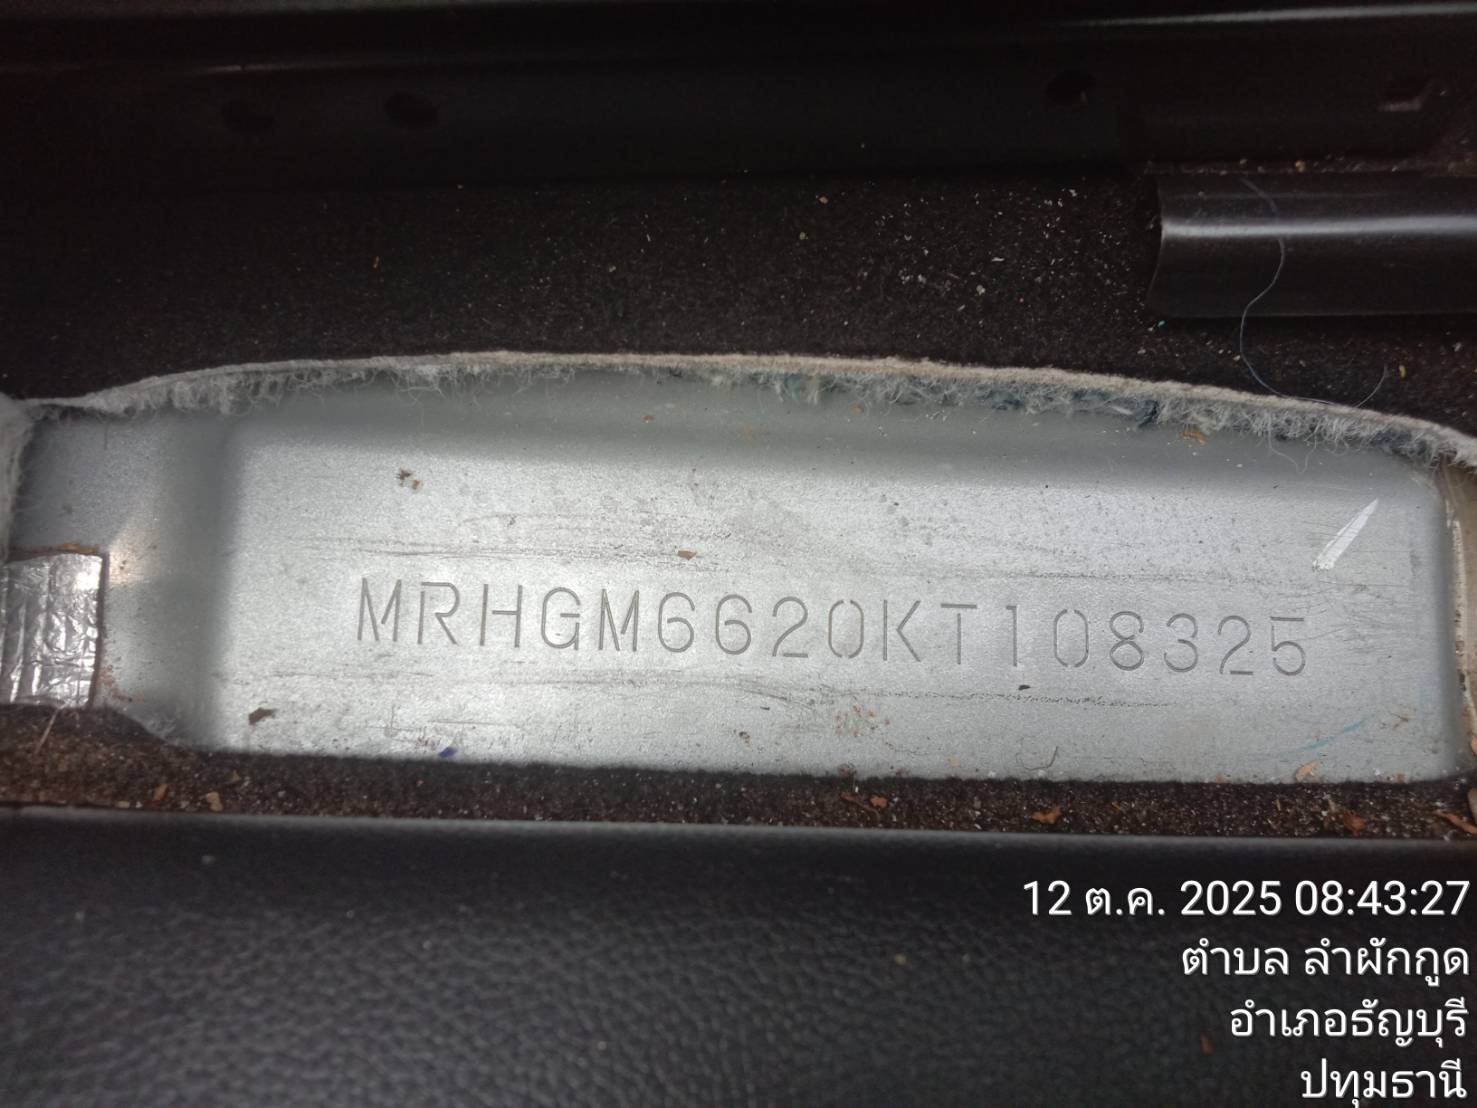 MRHGM6620KT108325
12 ต.ค. 2025 08:43:27
ตำบล ลำผักกูด
อำเภอธัญบุรี
ปทุมธานี